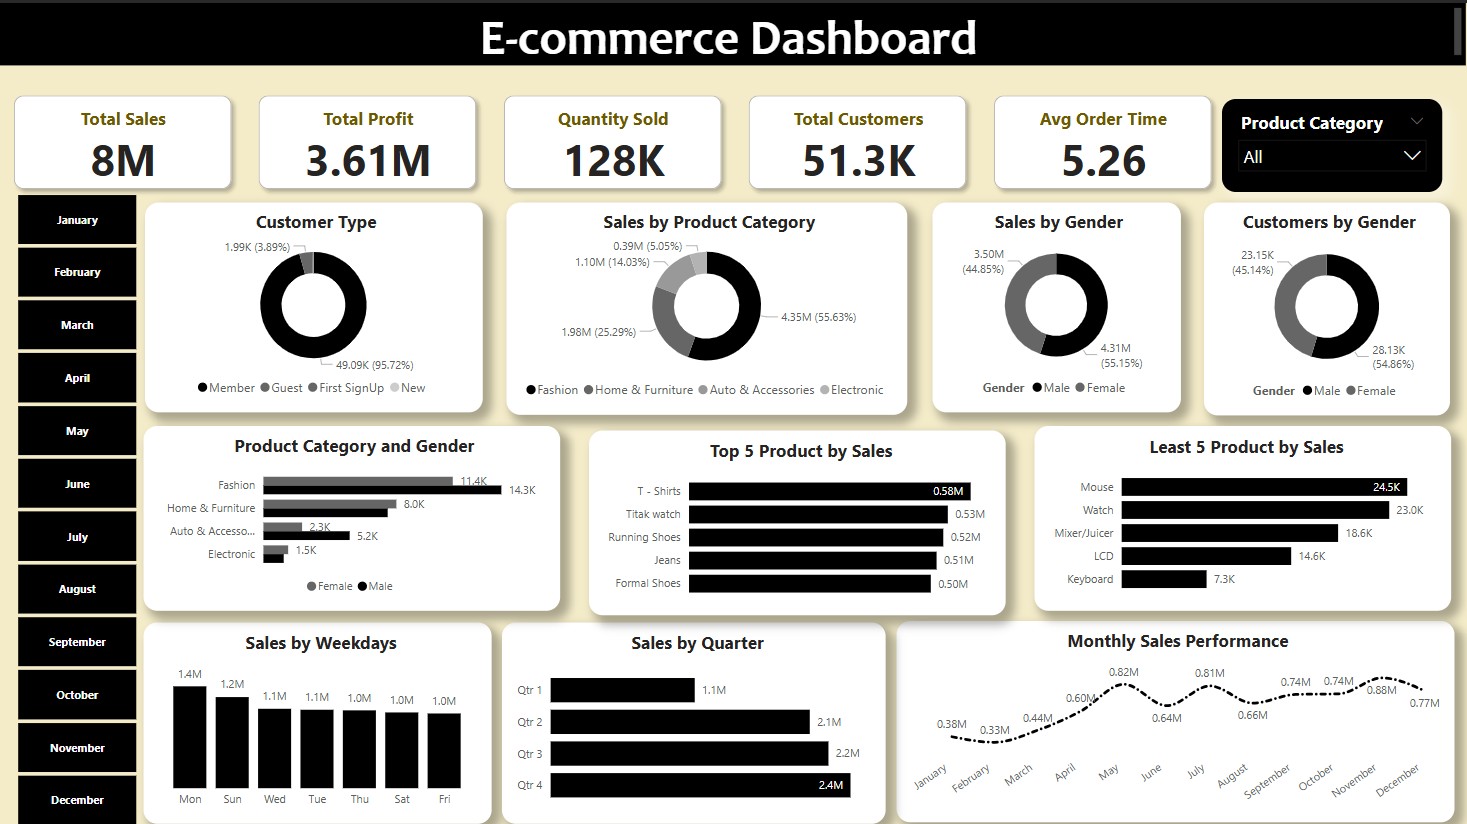 E-commerce Dashboard
Total Sales
8M
Total Profit
3.61M
Quantity Sold
128K
Total Customers
51.3K
Avg Order Time
5.26
Product Category
All
January
February
March
April
May
June
July
August
September
October
November
December
Customer Type
1.99K (3.89%)
49.09K (95.72%)
Member Guest First SignUp New
Sales by Product Category
0.39M (5.05%)
1.10M (14.03%)
1.98M (25.29%)
4.35M (55.63%)
Fashion Home & Furniture Auto & Accessories Electronic
Sales by Gender
3.50M
(44.85%)
4.31M
(55.15%)
Gender Male Female
Customers by Gender
23.15K
(45.14%)
28.13K
(54.86%)
Gender Male Female
Product Category and Gender
Fashion 11.4K
14.3K
Home & Furniture 8.0K
Auto & Accesso... 2.3K
5.2K
Electronic 1.5K
Female Male
Top 5 Product by Sales
T - Shirts 0.58M
Titak watch 0.53M
Running Shoes 0.52M
Jeans 0.51M
Formal Shoes 0.50M
Least 5 Product by Sales
Mouse 24.5K
Watch 23.0K
Mixer/Juicer 18.6K
LCD 14.6K
Keyboard 7.3K
Sales by Weekdays
1.4M 1.2M 1.1M 1.1M 1.0M 1.0M 1.0M
Mon Sun Wed Tue Thu Sat Fri
Sales by Quarter
Qtr 1 1.1M
Qtr 2 2.1M
Qtr 3 2.2M
Qtr 4 2.4M
Monthly Sales Performance
0.38M 0.33M 0.44M 0.60M 0.82M 0.64M 0.81M 0.66M 0.74M 0.74M 0.88M 0.77M
January February March April May June July August September October November December